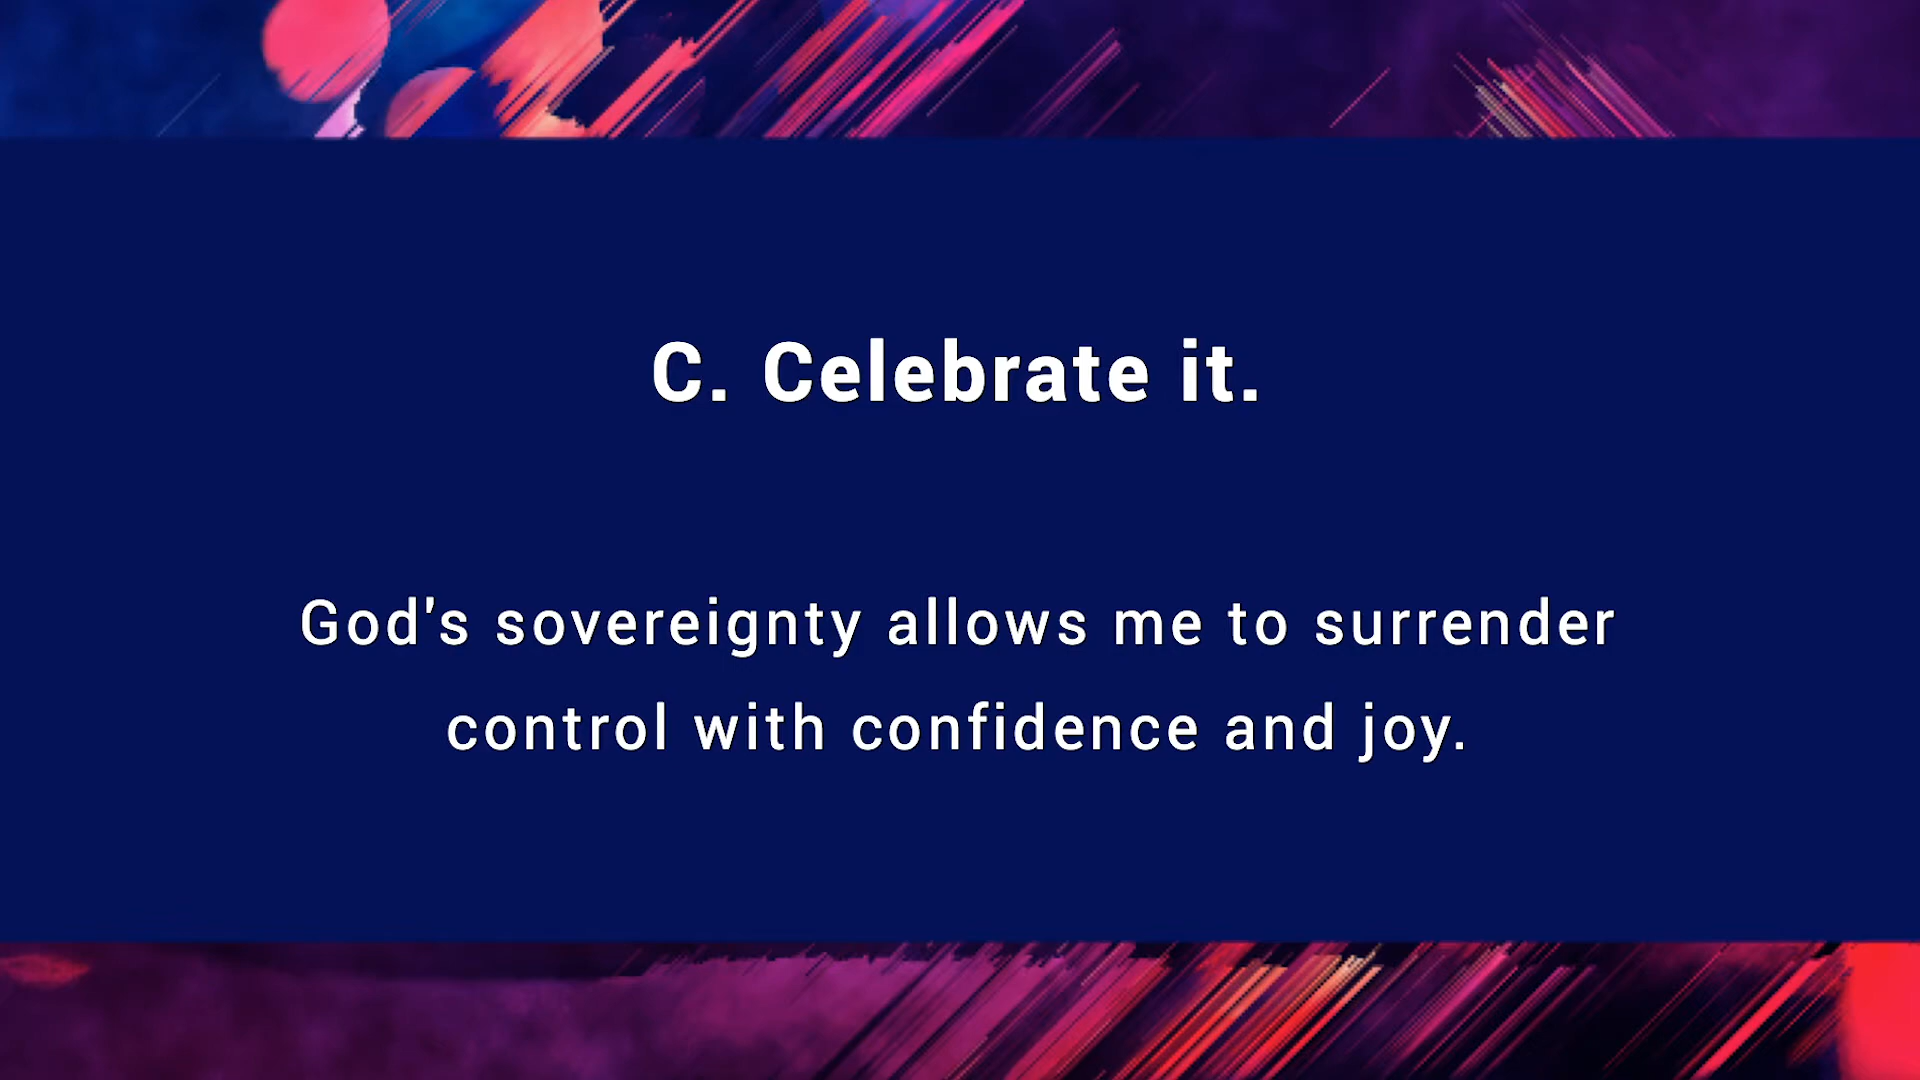 C. Celebrate it.
God's sovereignty allows me to surrender
control with confidence and joy.